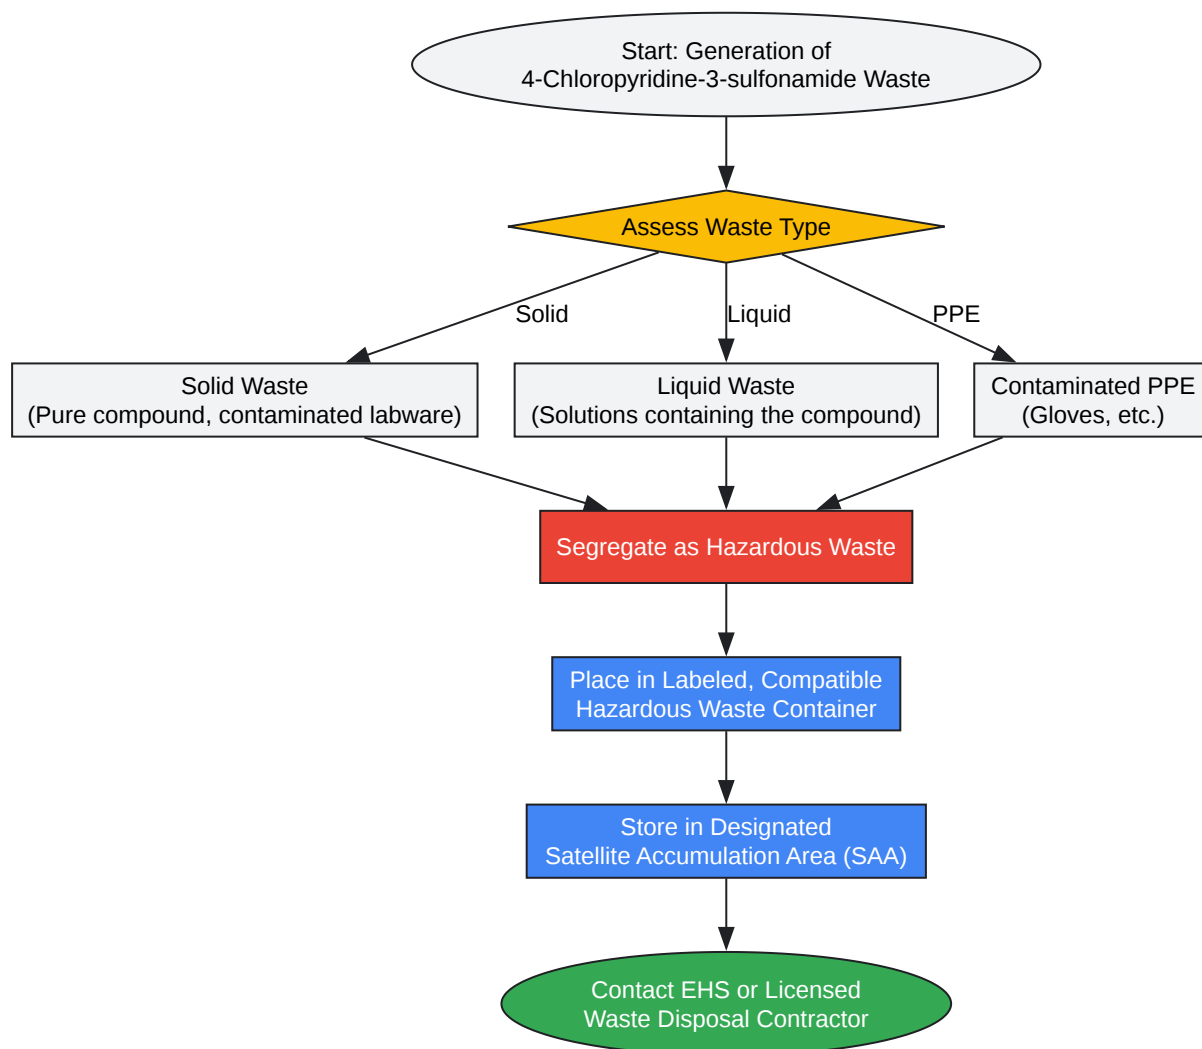 Start: Generation of
4-Chloropyridine-3-sulfonamide Waste
Assess Waste Type
Solid
Liquid
PPE
Solid Waste
(Pure compound, contaminated labware)
Liquid Waste
(Solutions containing the compound)
Contaminated PPE
(Gloves, etc.)
Segregate as Hazardous Waste
Place in Labeled, Compatible
Hazardous Waste Container
Store in Designated
Satellite Accumulation Area (SAA)
Contact EHS or Licensed
Waste Disposal Contractor